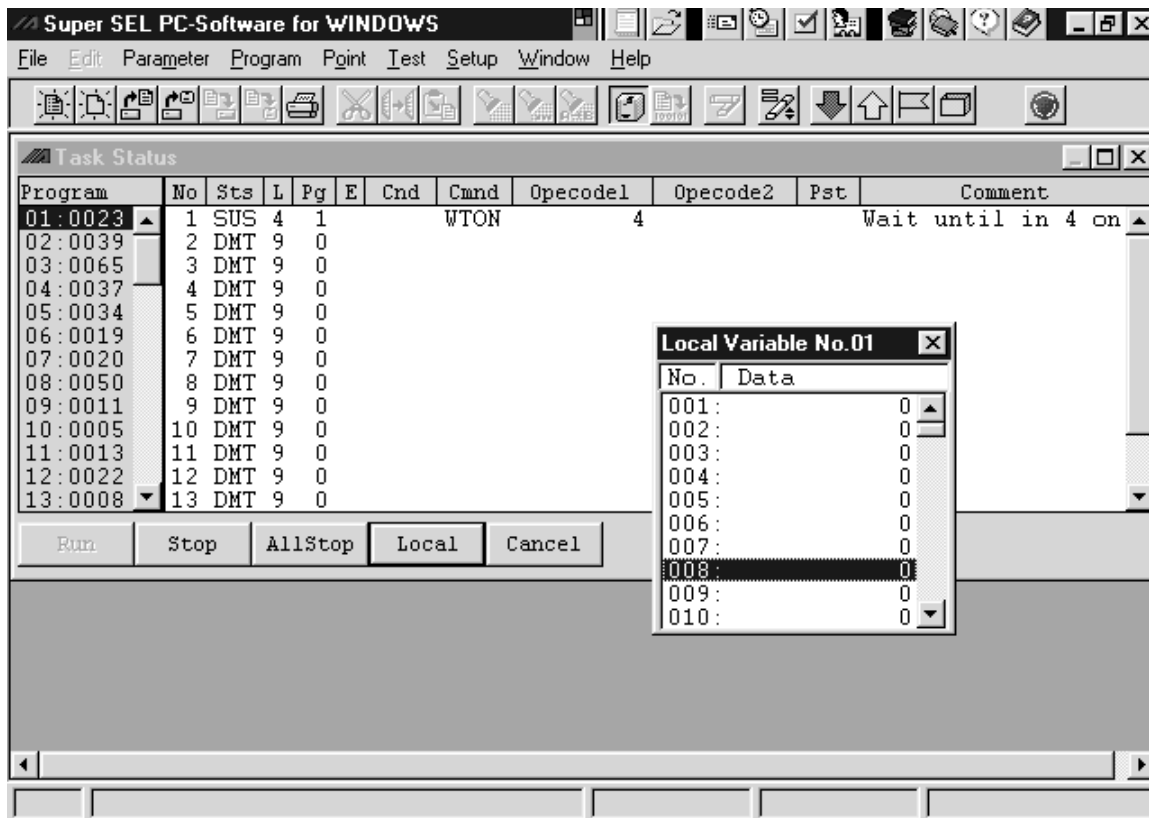 Super SEL PC-Software for WINDOWS
File Edit Parameter Program Point Test Setup Window Help
Task Status
Program No Sts L Pg E Cnd Cmnd Opecode1 Opecode2 Pst Comment
01:0023 1 SUS 4 1 WTON 4 Wait until in 4 on
02:0039 2 DMT 9 0
03:0065 3 DMT 9 0
04:0037 4 DMT 9 0
05:0034 5 DMT 9 0
06:0019 6 DMT 9 0
07:0020 7 DMT 9 0
08:0050 8 DMT 9 0
09:0011 9 DMT 9 0
10:0005 10 DMT 9 0
11:0013 11 DMT 9 0
12:0022 12 DMT 9 0
13:0008 13 DMT 9 0
Run Stop AllStop Local Cancel
Local Variable No.01
No. Data
001: 0
002: 0
003: 0
004: 0
005: 0
006: 0
007: 0
008: 0
009: 0
010: 0